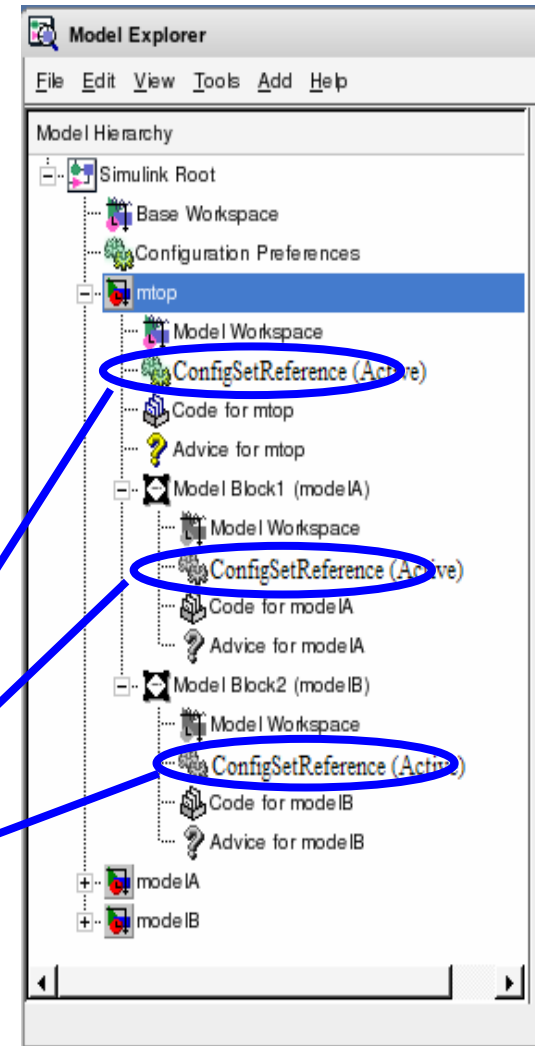 Model Explorer
File Edit View Tools Add Help
Model Hierarchy
Simulink Root
Base Workspace
Configuration Preferences
mtop
Model Workspace
ConfigSetReference (Active)
Code for mtop
Advice for mtop
Model Block1 (modelA)
Model Workspace
ConfigSetReference (Active)
Code for modelA
Advice for modelA
Model Block2 (modelB)
Model Workspace
ConfigSetReference (Active)
Code for modelB
Advice for modelB
modelA
modelB